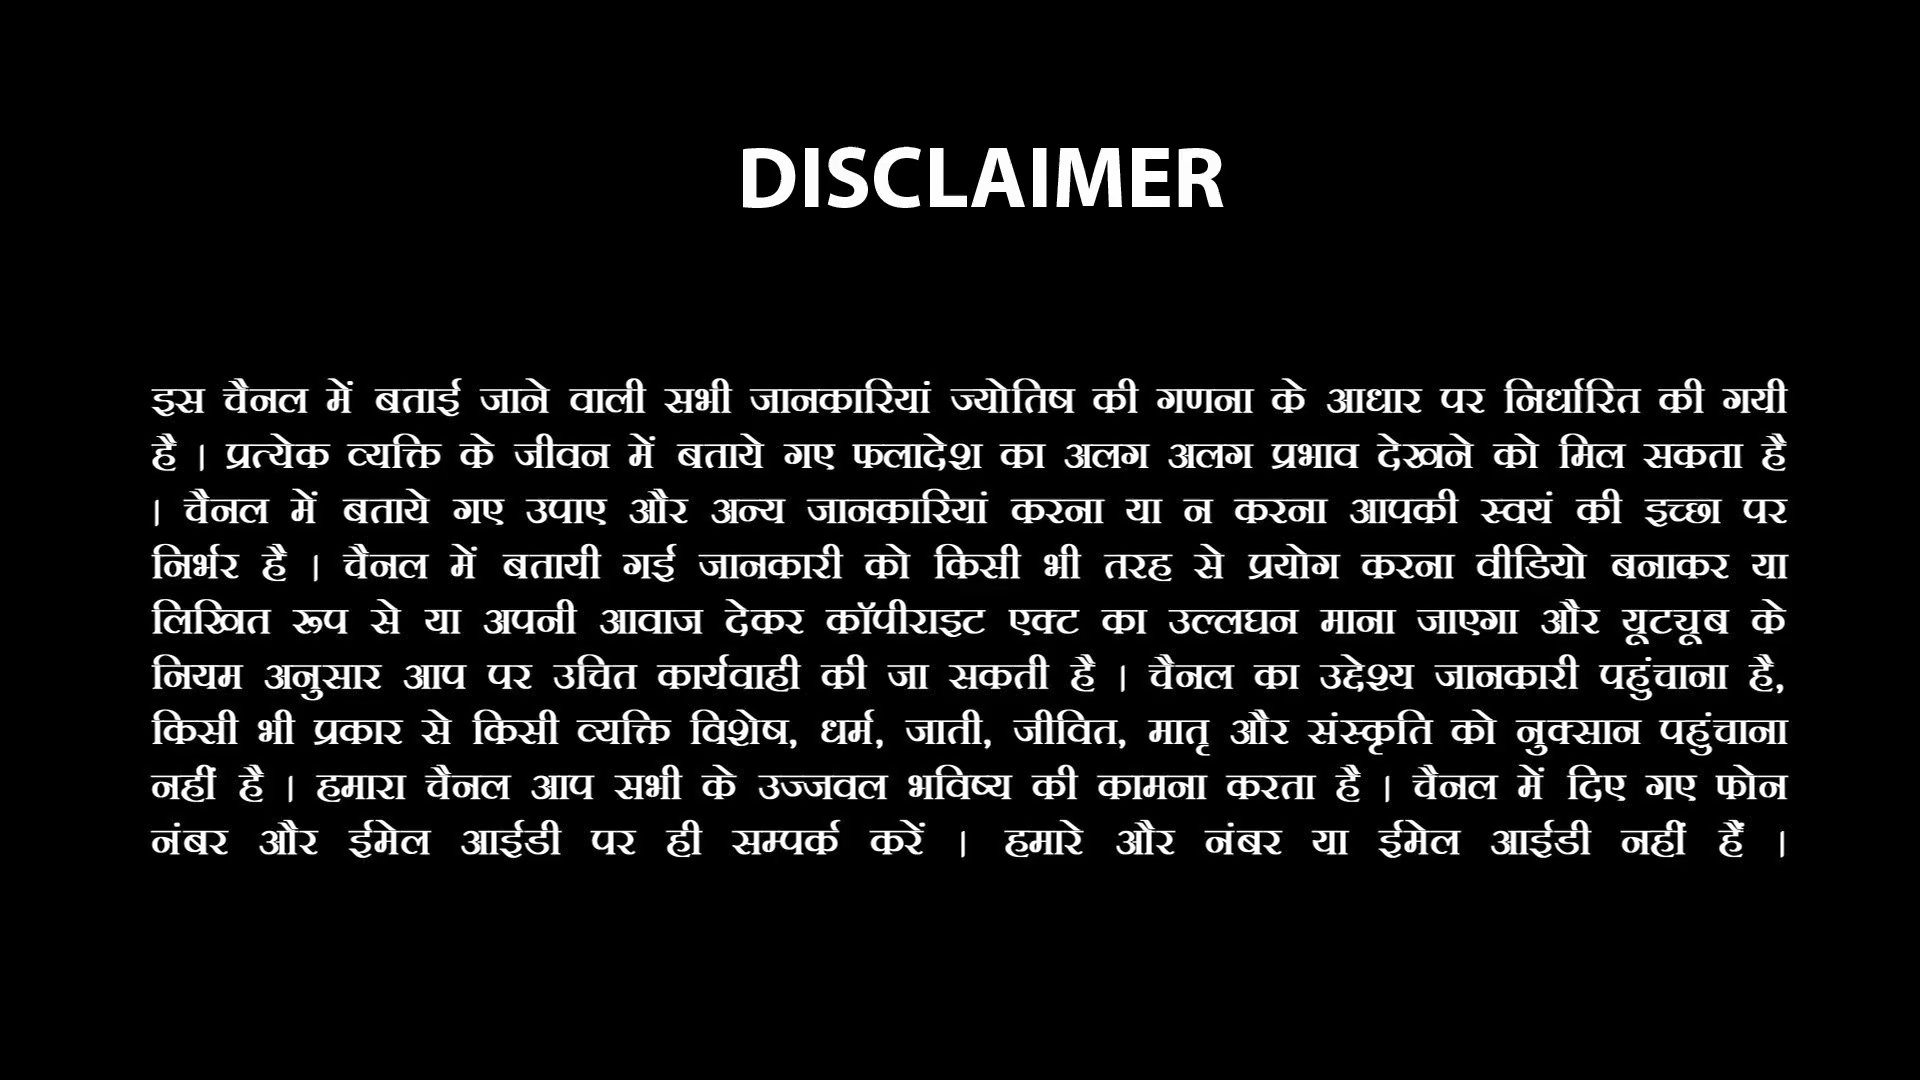 DISCLAIMER
इस चैनल में बताई जाने वाली सभी जानकारियां ज्योतिष की गणना के आधार पर निर्धारित की गयी
है । प्रत्येक व्यक्ति के जीवन में बताये गए फलादेश का अलग अलग प्रभाव देखने को मिल सकता है
। चैनल में बताये गए उपाए और अन्य जानकारियां करना या न करना आपकी स्वयं की इच्छा पर
निर्भर है । चैनल में बतायी गई जानकारी को किसी भी तरह से प्रयोग करना वीडियो बनाकर या
लिखित रूप से या अपनी आवाज देकर कॉपीराइट एक्ट का उल्लघन माना जाएगा और यूट्यूब के
नियम अनुसार आप पर उचित कार्यवाही की जा सकती है । चैनल का उद्देश्य जानकारी पहुंचाना है,
किसी भी प्रकार से किसी व्यक्ति विशेष, धर्म, जाती, जीवित, मातृ और संस्कृति को नुक्सान पहुंचाना
नहीं है । हमारा चैनल आप सभी के उज्जवल भविष्य की कामना करता है । चैनल में दिए गए फोन
नंबर और ईमेल आईडी पर ही सम्पर्क करें । हमारे और नंबर या ईमेल आईडी नहीं हैं ।